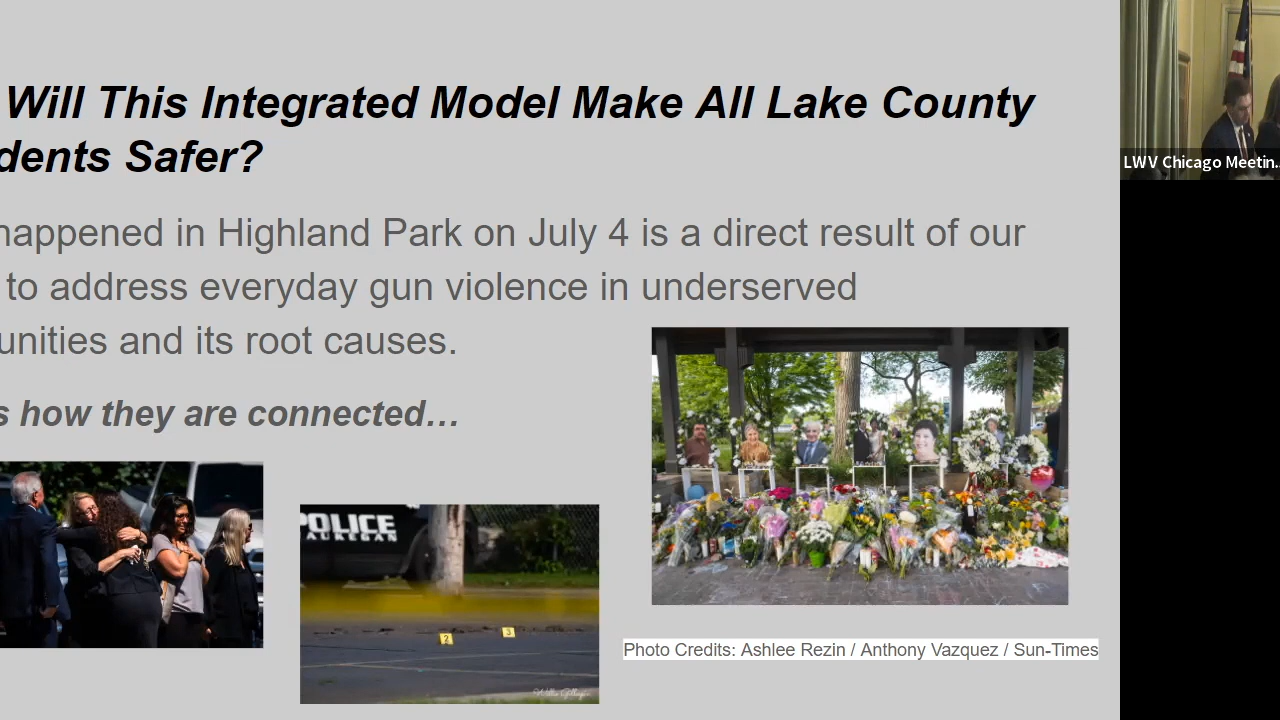 Will This Integrated Model Make All Lake County
dents Safer?
happened in Highland Park on July 4 is a direct result of our
to address everyday gun violence in underserved
unities and its root causes.
s how they are connected…
POLICE
AUKEGAN
2
3
Photo Credits: Ashlee Rezin / Anthony Vazquez / Sun-Times
LWV Chicago Meetin...